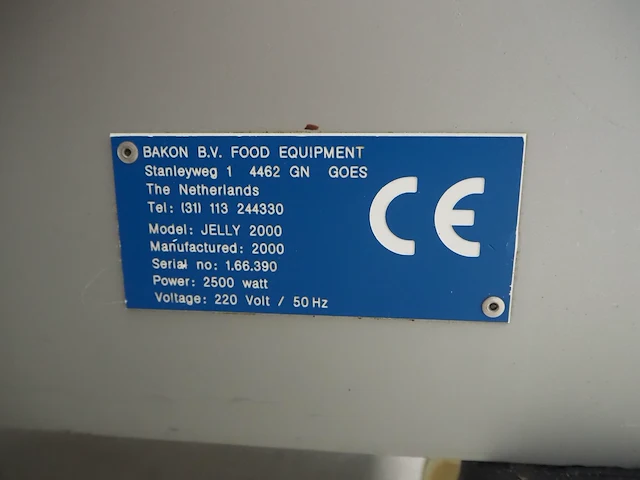 BAKON B.V. FOOD EQUIPMENT
Stanleyweg 1 4462 GN GOES
The Netherlands
Tel: (31) 113 244330
Model: JELLY 2000
Manufactured: 2000
Serial no: 1.66.390
Power: 2500 watt
Voltage: 220 Volt / 50 Hz
CE